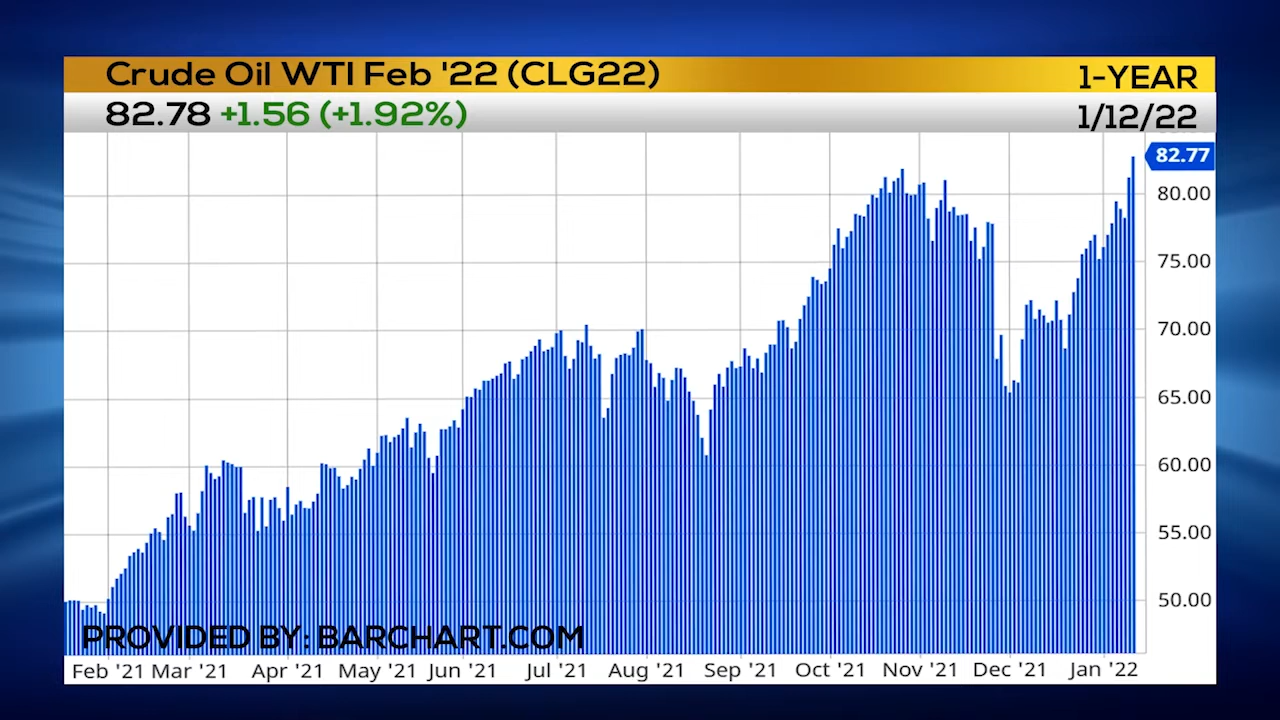 Crude Oil WTI Feb '22 (CLG22)
1-YEAR
82.78 +1.56 (+1.92%)
1/12/22
82.77
80.00
75.00
70.00
65.00
60.00
55.00
50.00
PROVIDED BY: BARCHART.COM
Feb '21 Mar '21 Apr '21 May '21 Jun '21 Jul '21 Aug '21 Sep '21 Oct '21 Nov '21 Dec '21 Jan '22